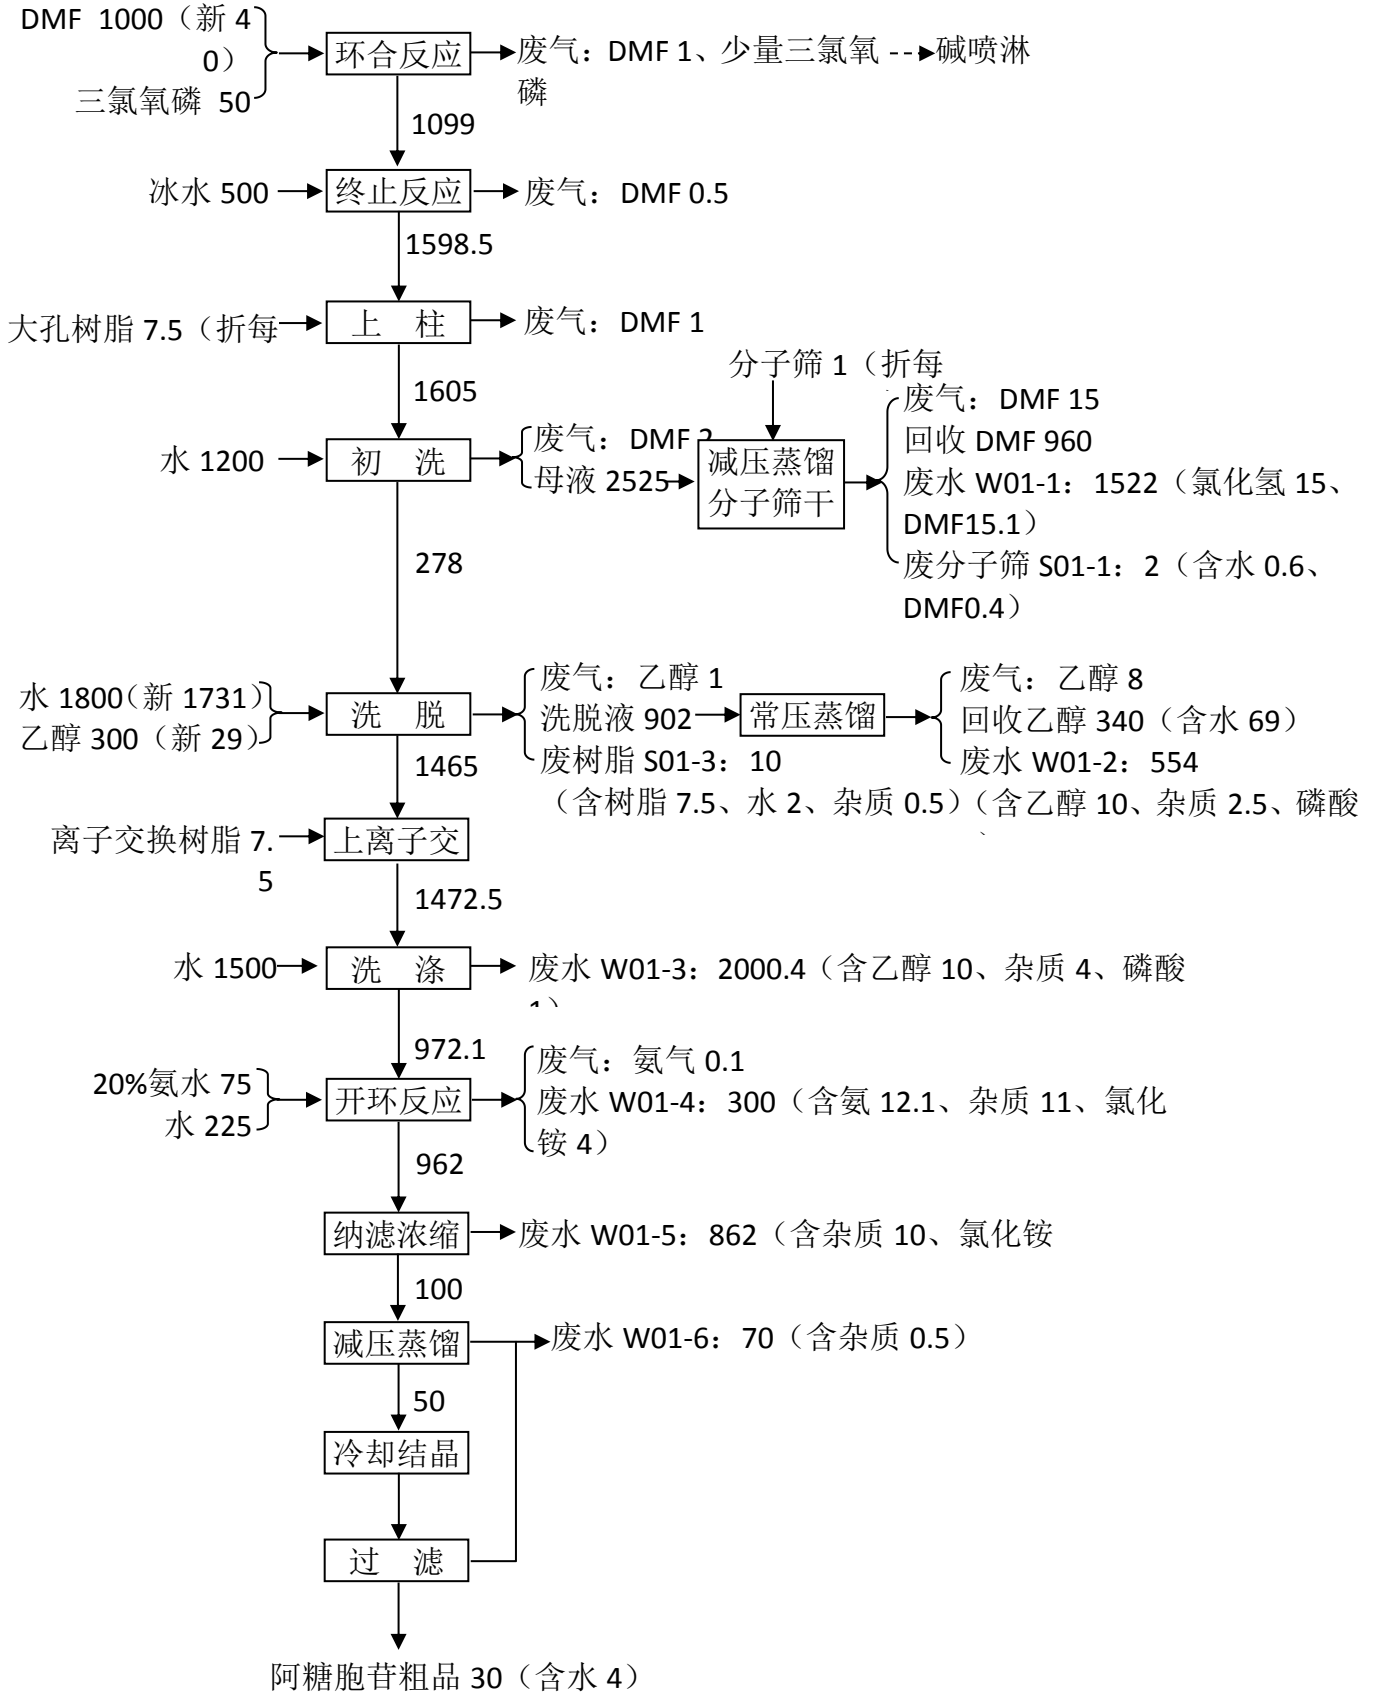 DMF 1000（新4
0）
三氯氧磷 50
环合反应
废气：DMF 1、少量三氯氧
磷
碱喷淋
1099
冰水 500
终止反应
废气：DMF 0.5
1598.5
大孔树脂 7.5（折每
上 柱
废气：DMF 1
1605
分子筛 1（折每
水 1200
初 洗
废气：DMF 2
母液 2525
减压蒸馏
分子筛干
废气：DMF 15
回收 DMF 960
废水 W01-1：1522（氯化氢 15、
DMF15.1）
废分子筛 S01-1：2（含水 0.6、
DMF0.4）
278
水 1800（新 1731）
乙醇 300（新 29）
洗 脱
废气：乙醇 1
洗脱液 902
废树脂 S01-3：10
（含树脂 7.5、水 2、杂质 0.5）
常压蒸馏
废气：乙醇 8
回收乙醇 340（含水 69）
废水 W01-2：554
（含乙醇 10、杂质 2.5、磷酸
1465
离子交换树脂 7.
5
上离子交
1472.5
水 1500
洗 涤
废水 W01-3：2000.4（含乙醇 10、杂质 4、磷酸
1）
972.1
20%氨水 75
水 225
开环反应
废气：氨气 0.1
废水 W01-4：300（含氨 12.1、杂质 11、氯化
铵 4）
962
纳滤浓缩
废水 W01-5：862（含杂质 10、氯化铵
100
减压蒸馏
废水 W01-6：70（含杂质 0.5）
50
冷却结晶
过 滤
阿糖胞苷粗品 30（含水 4）